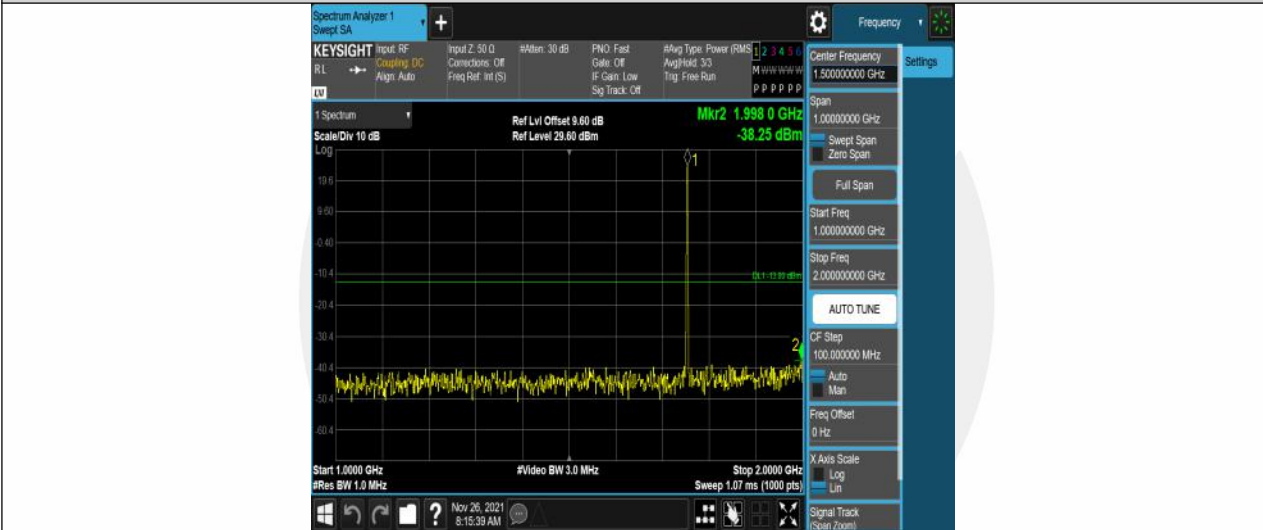 Spectrum Analyzer 1
Swept SA
Frequency
KEYSIGHT
Input: RF
Coupling: DC
Align: Auto
Input Z: 50 Ω
Corrections: Off
Freq Ref: Int (S)
#Atten: 30 dB
PNO: Fast
Gate: Off
IF Gain: Low
Sig Track: Off
#Avg Type: Power (RMS
Avg|Hold: 3/3
Trig: Free Run
1 2 3 4 5 6
M W W W W W
P P P P P P
RL
LV
1 Spectrum
Scale/Div 10 dB
Log
Ref Lvl Offset 9.60 dB
Ref Level 29.60 dBm
Mkr2 1.998 0 GHz
-38.25 dBm
1
19.6
9.60
-0.40
-10.4
DL1 -13.00 dBm
-20.4
-30.4
2
-40.4
-50.4
-60.4
Start 1.0000 GHz
#Res BW 1.0 MHz
#Video BW 3.0 MHz
Stop 2.0000 GHz
Sweep 1.07 ms (1000 pts)
?
Nov 26, 2021
8:15:39 AM
Center Frequency
1.500000000 GHz
Settings
Span
1.00000000 GHz
Swept Span
Zero Span
Full Span
Start Freq
1.000000000 GHz
Stop Freq
2.000000000 GHz
AUTO TUNE
CF Step
100.000000 MHz
Auto
Man
Freq Offset
0 Hz
X Axis Scale
Log
Lin
Signal Track
(Span Zoom)